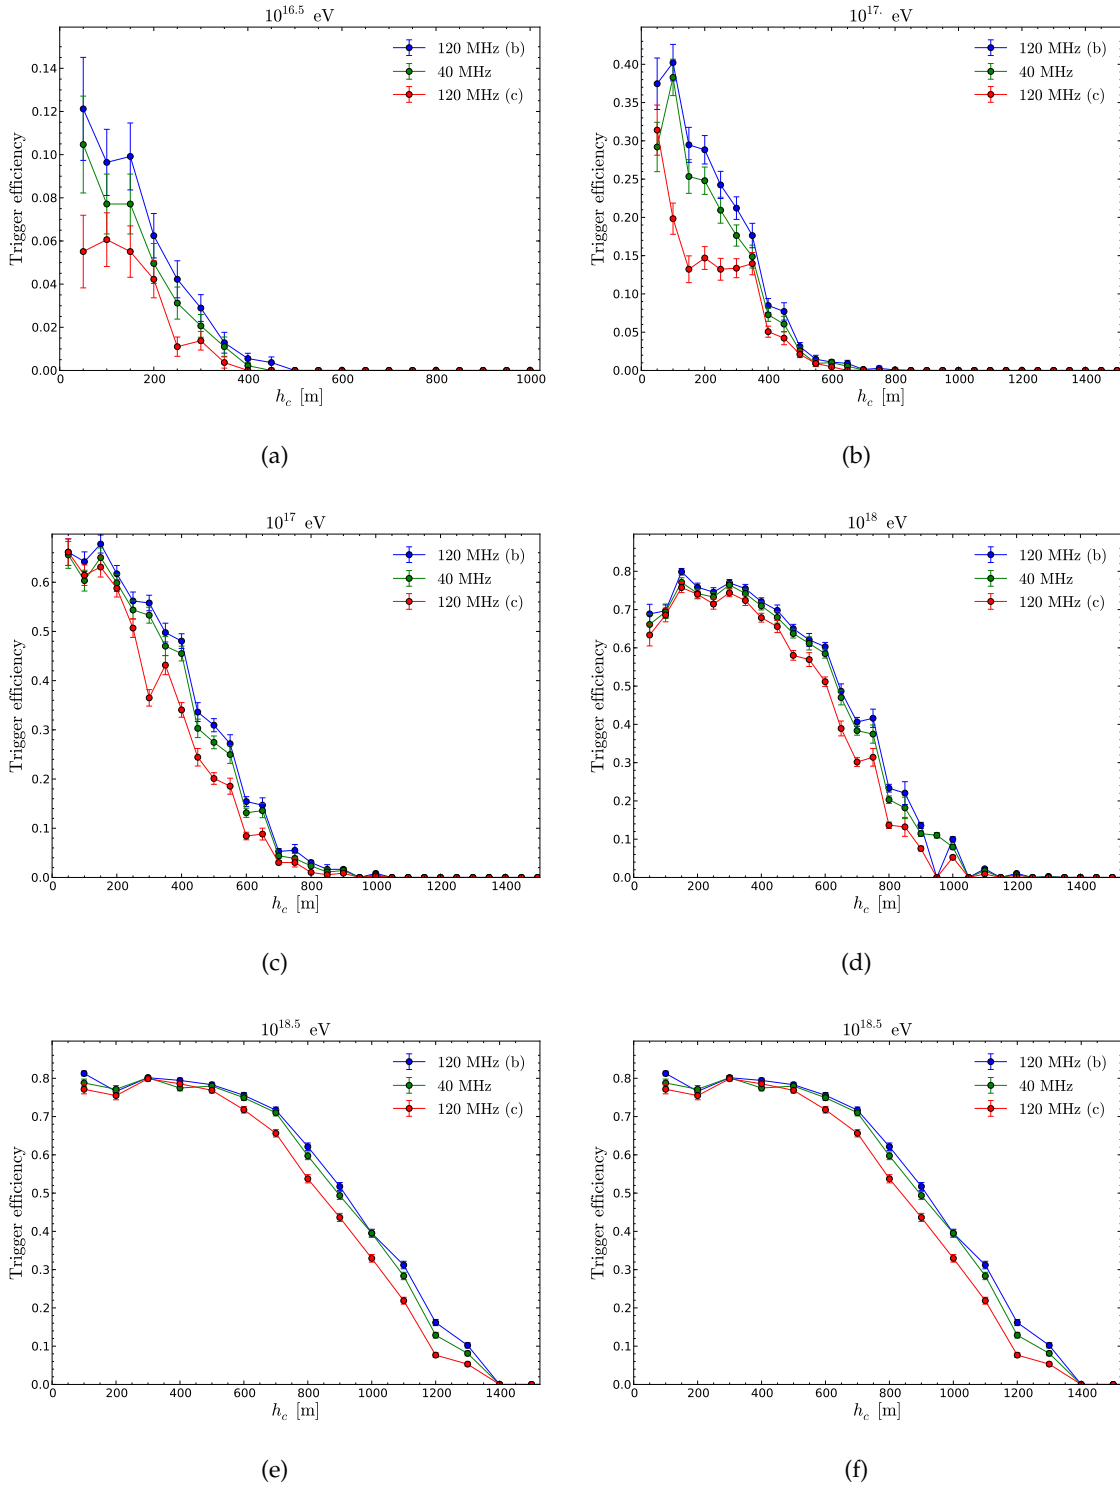 10^16.5 eV
120 MHz (b)
40 MHz
120 MHz (c)
Trigger efficiency
0.14
0.12
0.10
0.08
0.06
0.04
0.02
0.00
0 200 400 600 800 1000
h_c [m]
(a)
10^17. eV
120 MHz (b)
40 MHz
120 MHz (c)
Trigger efficiency
0.40
0.35
0.30
0.25
0.20
0.15
0.10
0.05
0.00
0 200 400 600 800 1000 1200 1400
h_c [m]
(b)
10^17 eV
120 MHz (b)
40 MHz
120 MHz (c)
Trigger efficiency
0.6
0.5
0.4
0.3
0.2
0.1
0.0
0 200 400 600 800 1000 1200 1400
h_c [m]
(c)
10^18 eV
120 MHz (b)
40 MHz
120 MHz (c)
Trigger efficiency
0.8
0.7
0.6
0.5
0.4
0.3
0.2
0.1
0.0
0 200 400 600 800 1000 1200 1400
h_c [m]
(d)
10^18.5 eV
120 MHz (b)
40 MHz
120 MHz (c)
Trigger efficiency
0.8
0.7
0.6
0.5
0.4
0.3
0.2
0.1
0.0
0 200 400 600 800 1000 1200 1400
h_c [m]
(e)
10^18.5 eV
120 MHz (b)
40 MHz
120 MHz (c)
Trigger efficiency
0.8
0.7
0.6
0.5
0.4
0.3
0.2
0.1
0.0
0 200 400 600 800 1000 1200 1400
h_c [m]
(f)